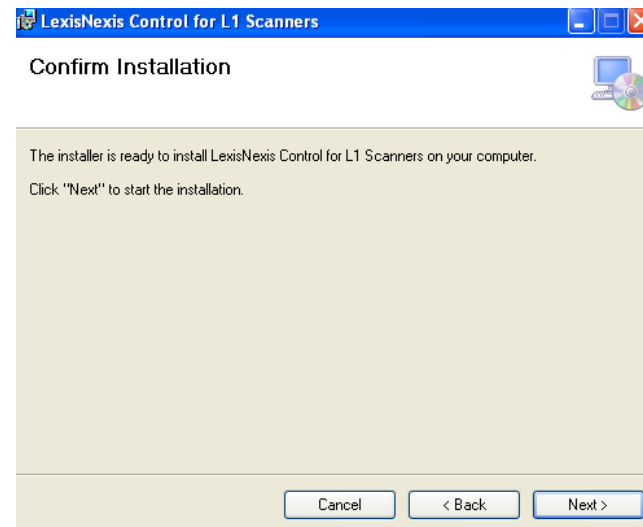 LexisNexis Control for L1 Scanners
Confirm Installation
The installer is ready to install LexisNexis Control for L1 Scanners on your computer.
Click "Next" to start the installation.
Cancel
< Back
Next >